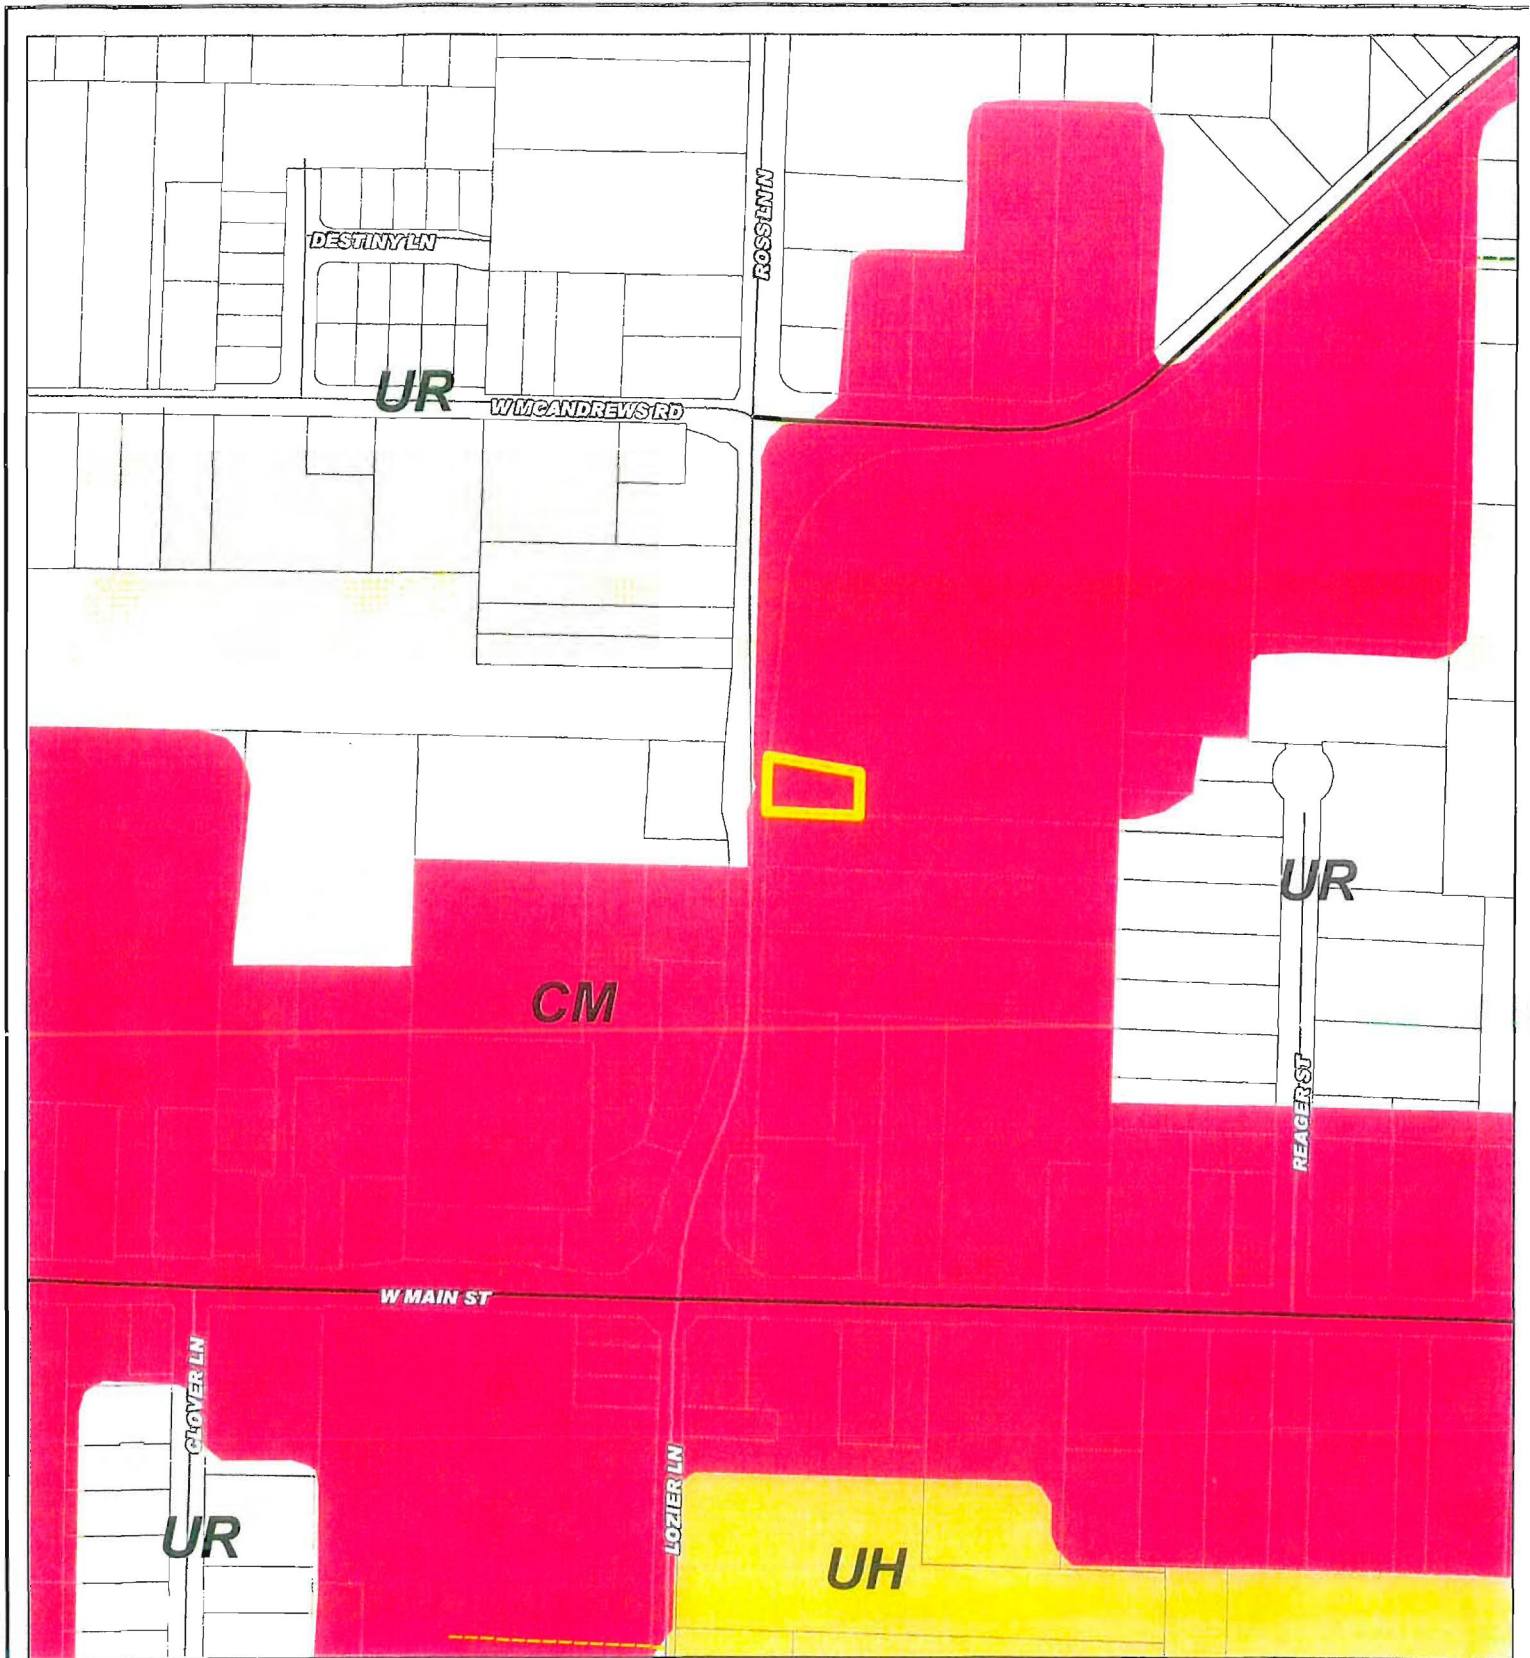 ROSS LN N
DESTINY LN
UR
W MCANDREWS RD
UR
CM
REAGER ST
W MAIN ST
CLOVER LN
LOZIER LN
UR
UH